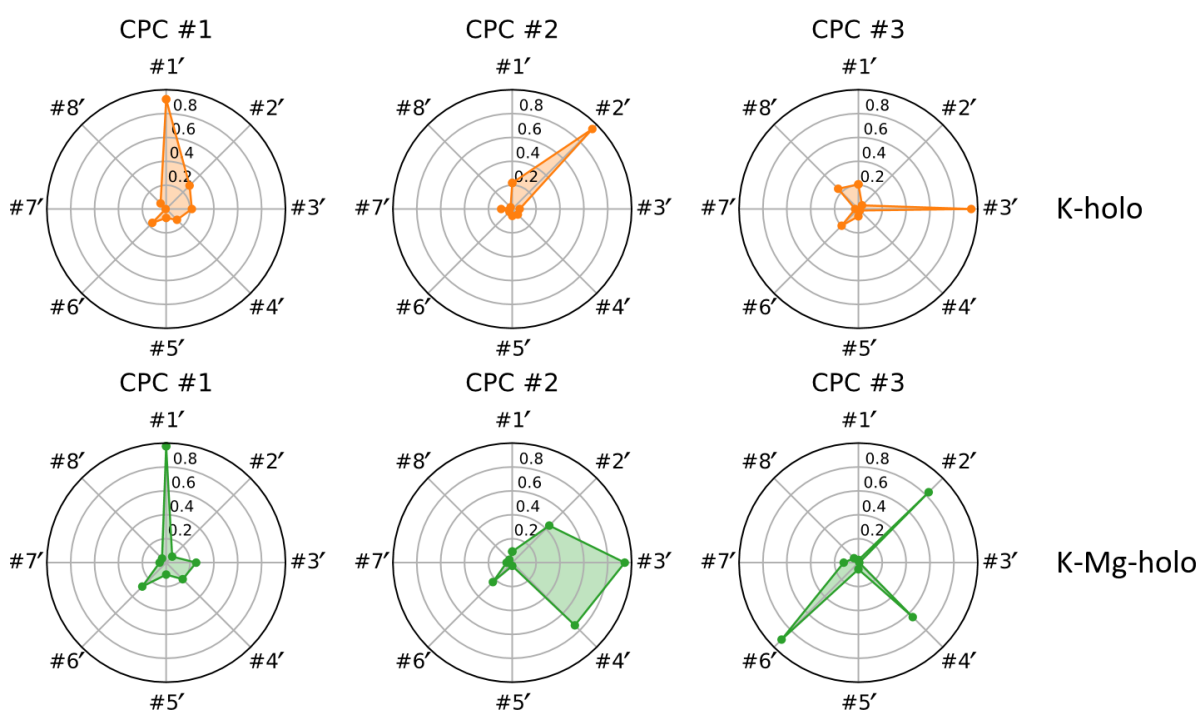 CPC #1 CPC #2 CPC #3
#1′ #1′ #1′
#8′ 0.8 #2′ #8′ 0.8 #2′ #8′ 0.8 #2′
0.6 0.6 0.6
0.4 0.4 0.4
0.2 0.2 0.2
#7′ #3′ #7′ #3′ #7′ #3′ K-holo
#6′ #4′ #6′ #4′ #6′ #4′
#5′ #5′ #5′
CPC #1 CPC #2 CPC #3
#1′ #1′ #1′
#8′ 0.8 #2′ #8′ 0.8 #2′ #8′ 0.8 #2′
0.6 0.6 0.6
0.4 0.4 0.4
0.2 0.2 0.2
#7′ #3′ #7′ #3′ #7′ #3′ K-Mg-holo
#6′ #4′ #6′ #4′ #6′ #4′
#5′ #5′ #5′